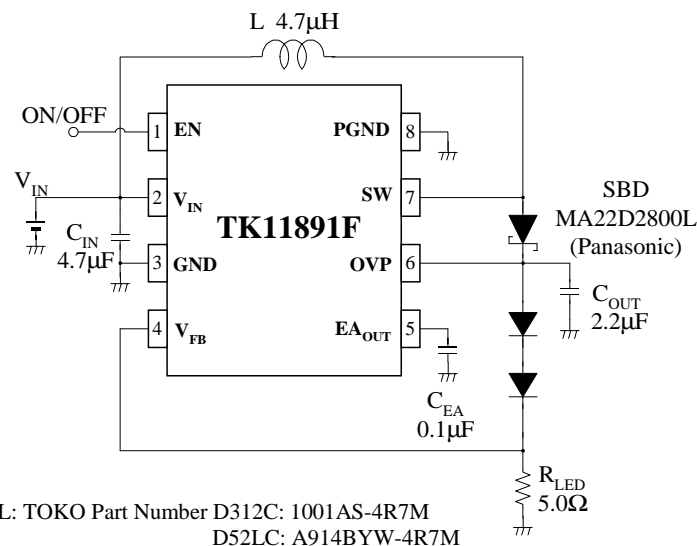 L 4.7μH
ON/OFF
1 EN
PGND 8
V_IN
2 V_IN
SW 7
TK11891F
SBD
MA22D2800L
(Panasonic)
C_IN
4.7μF
3 GND
OVP 6
C_OUT
2.2μF
4 V_FB
EA_OUT 5
C_EA
0.1μF
R_LED
5.0Ω
L: TOKO Part Number D312C: 1001AS-4R7M
D52LC: A914BYW-4R7M